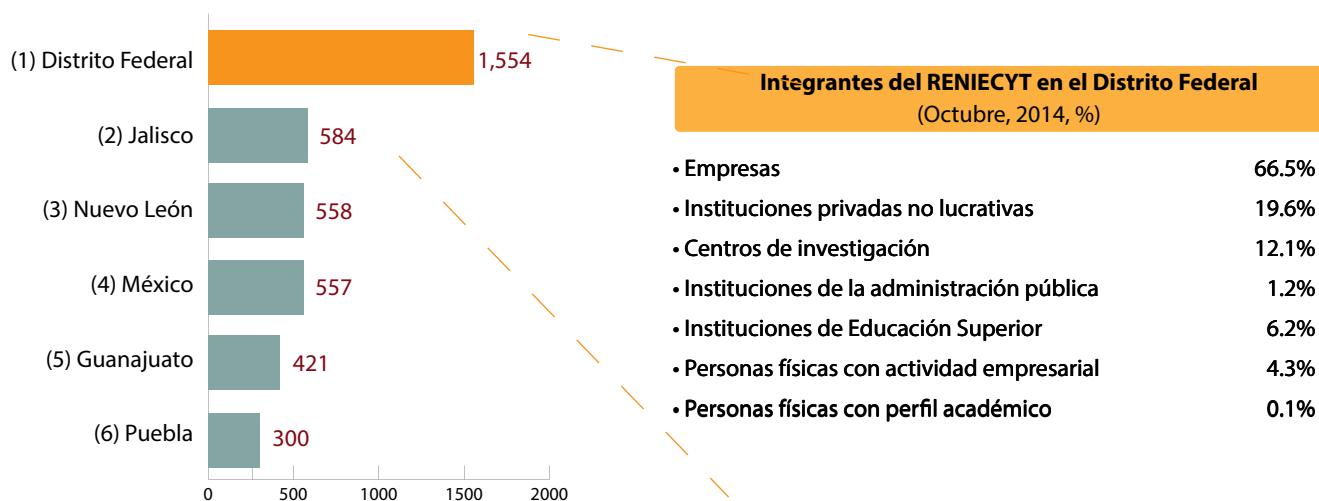 (1) Distrito Federal 1,554
(2) Jalisco 584
(3) Nuevo León 558
(4) México 557
(5) Guanajuato 421
(6) Puebla 300
0 500 1000 1500 2000
Integrantes del RENIECYT en el Distrito Federal
(Octubre, 2014, %)
• Empresas 66.5%
• Instituciones privadas no lucrativas 19.6%
• Centros de investigación 12.1%
• Instituciones de la administración pública 1.2%
• Instituciones de Educación Superior 6.2%
• Personas físicas con actividad empresarial 4.3%
• Personas físicas con perfil académico 0.1%